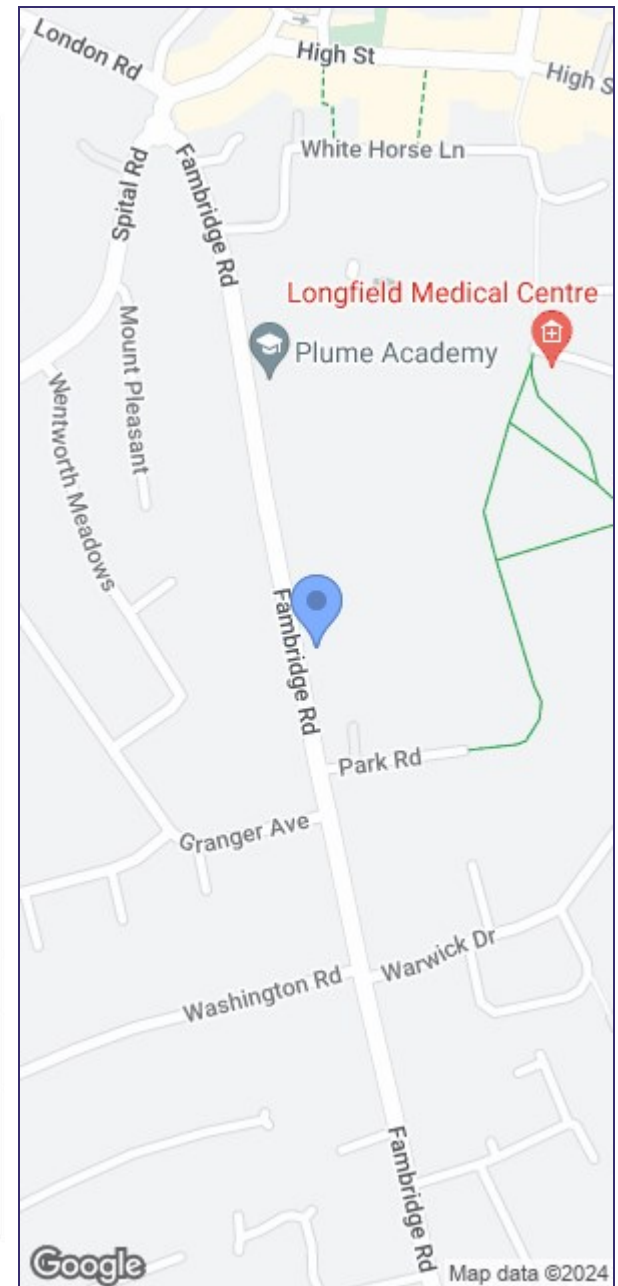 London Rd
High St
High S
White Horse Ln
Spital Rd
Fambridge Rd
Longfield Medical Centre
Mount Pleasant
Plume Academy
Wentworth Meadows
Fambridge Rd
Park Rd
Granger Ave
Warwick Dr
Washington Rd
Fambridge Rd
Google
Map data ©2024